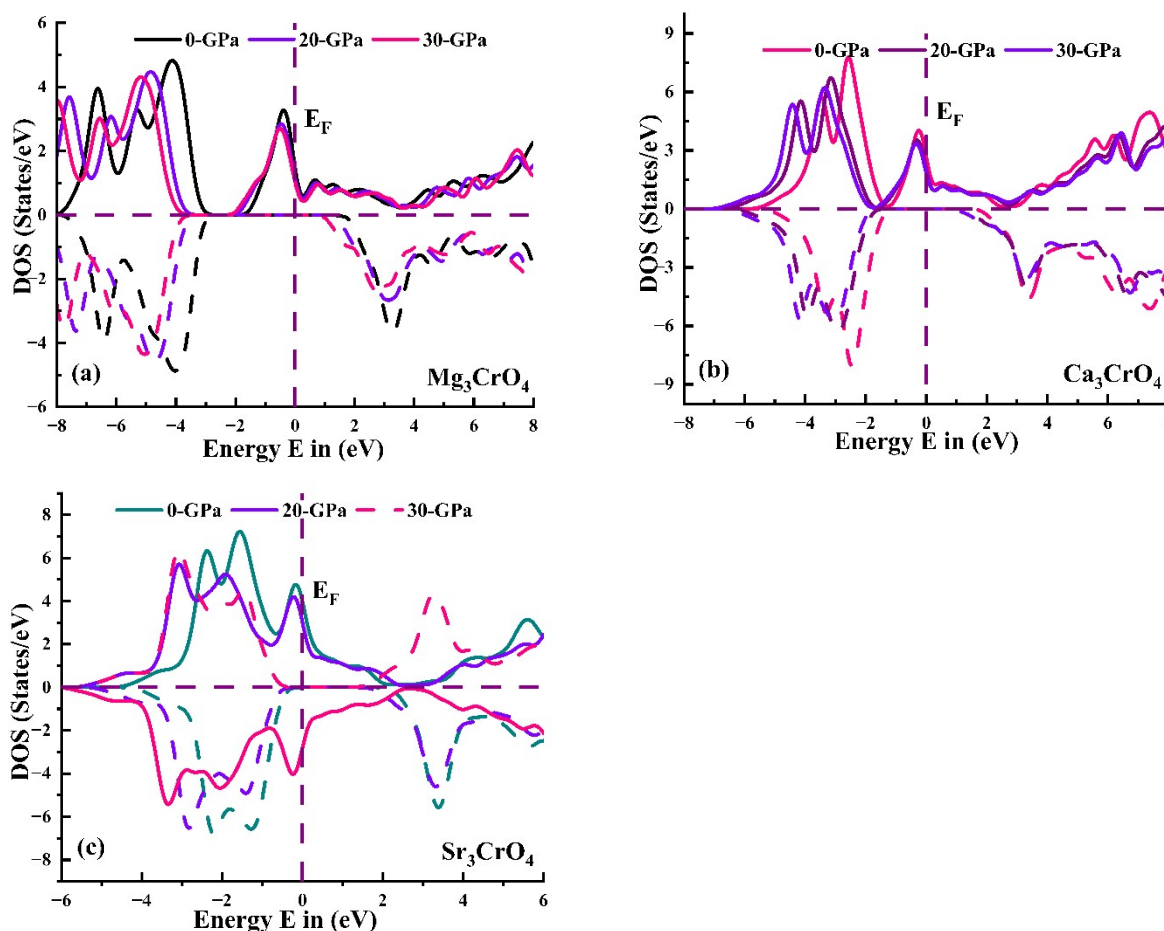 0-GPa 20-GPa 30-GPa
6
4
2
0
−2
−4
−6
DOS (States/eV)
E_F
(a)
Mg₃CrO₄
−8 −6 −4 −2 0 2 4 6 8
Energy E in (eV)
0-GPa 20-GPa 30-GPa
9
6
3
0
−3
−6
−9
DOS (States/eV)
E_F
(b)
Ca₃CrO₄
−8 −6 −4 −2 0 2 4 6
Energy E in (eV)
0-GPa 20-GPa 30-GPa
8
6
4
2
0
−2
−4
−6
−8
DOS (States/eV)
E_F
(c)
Sr₃CrO₄
−6 −4 −2 0 2 4 6
Energy E in (eV)